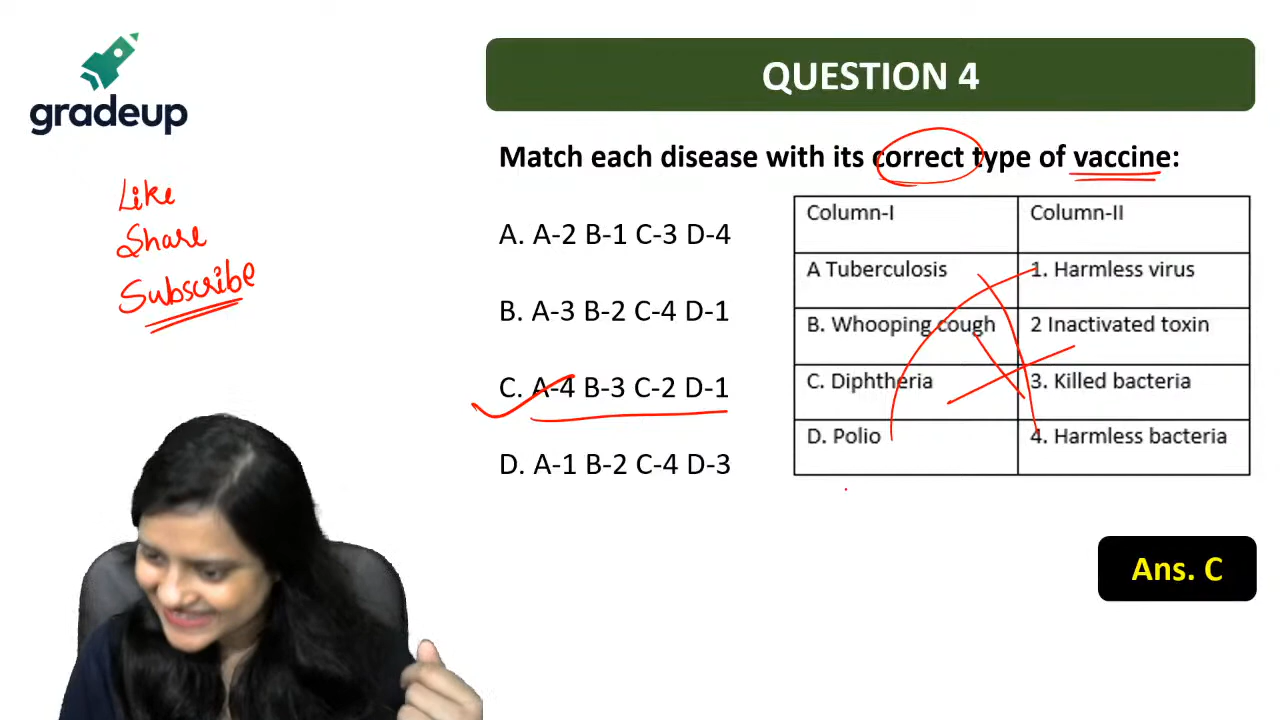 gradeup
Like
Share
Subscribe
QUESTION 4
Match each disease with its correct type of vaccine:
A. A-2 B-1 C-3 D-4
B. A-3 B-2 C-4 D-1
C. A-4 B-3 C-2 D-1
D. A-1 B-2 C-4 D-3
Column-I Column-II
A Tuberculosis 1. Harmless virus
B. Whooping cough 2 Inactivated toxin
C. Diphtheria 3. Killed bacteria
D. Polio 4. Harmless bacteria
Ans. C